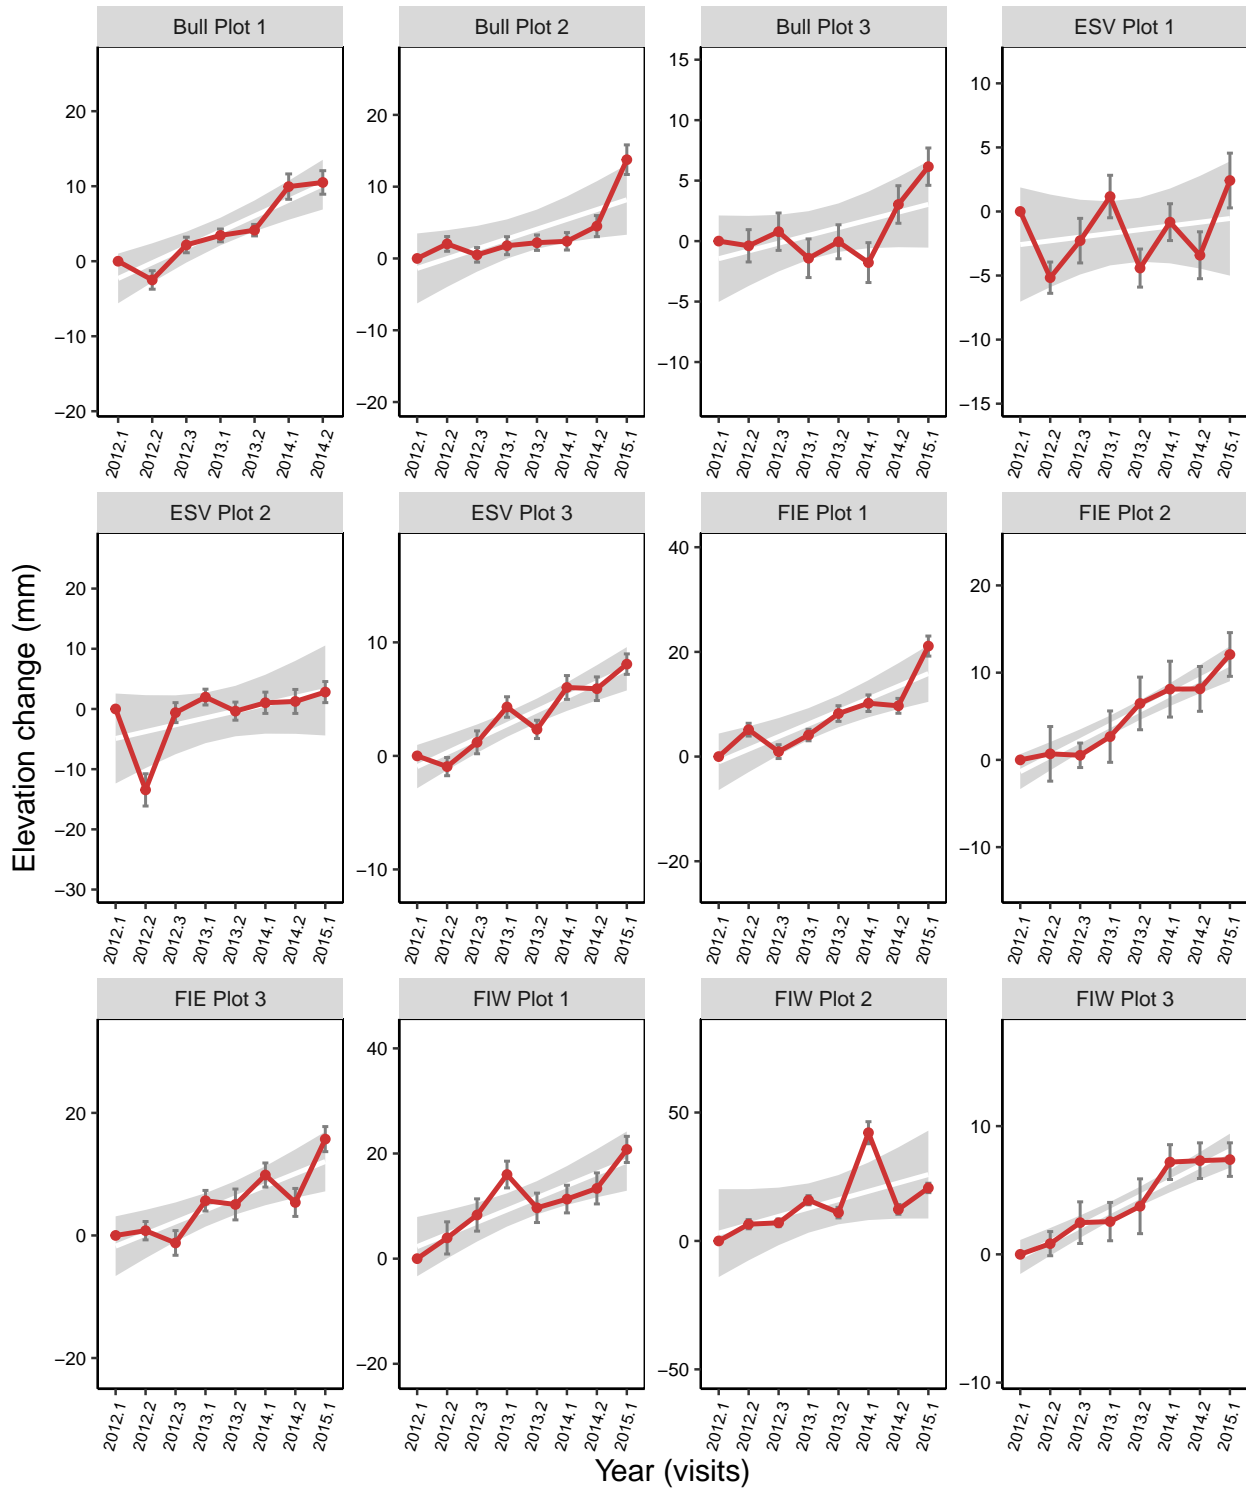 Bull Plot 1
Bull Plot 2
Bull Plot 3
ESV Plot 1
20
10
0
−10
−20
20
10
0
−10
−20
15
10
5
0
−5
−10
10
5
0
−5
−10
−15
2012.1 2012.2 2012.3 2013.1 2013.2 2014.1 2014.2
2012.1 2012.2 2012.3 2013.1 2013.2 2014.1 2014.2 2015.1
2012.1 2012.2 2012.3 2013.1 2013.2 2014.1 2014.2 2015.1
2012.1 2012.2 2012.3 2013.1 2013.2 2014.1 2014.2 2015.1
Elevation change (mm)
ESV Plot 2
ESV Plot 3
FIE Plot 1
FIE Plot 2
20
10
0
−10
−20
−30
10
0
−10
40
20
0
−20
20
10
0
−10
2012.1 2012.2 2012.3 2013.1 2013.2 2014.1 2014.2 2015.1
2012.1 2012.2 2012.3 2013.1 2013.2 2014.1 2014.2 2015.1
2012.1 2012.2 2012.3 2013.1 2013.2 2014.1 2014.2 2015.1
2012.1 2012.2 2012.3 2013.1 2013.2 2014.1 2014.2 2015.1
FIE Plot 3
FIW Plot 1
FIW Plot 2
FIW Plot 3
20
0
−20
40
20
0
−20
50
0
−50
10
0
−10
2012.1 2012.2 2012.3 2013.1 2013.2 2014.1 2014.2 2015.1
2012.1 2012.2 2012.3 2013.1 2013.2 2014.1 2014.2 2015.1
2012.1 2012.2 2012.3 2013.1 2013.2 2014.1 2014.2 2015.1
2012.1 2012.2 2012.3 2013.1 2013.2 2014.1 2014.2 2015.1
Year (visits)